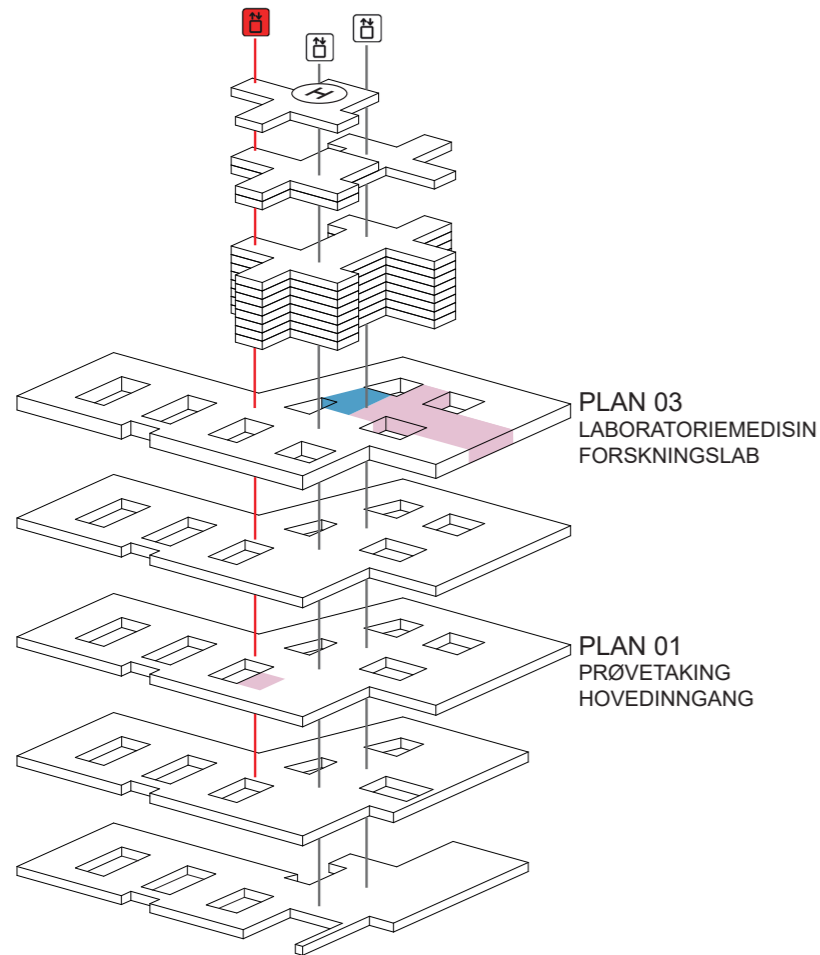 H
PLAN 03
LABORATORIEMEDISIN
FORSKNINGSLAB
PLAN 01
PRØVETAKING
HOVEDINNGANG